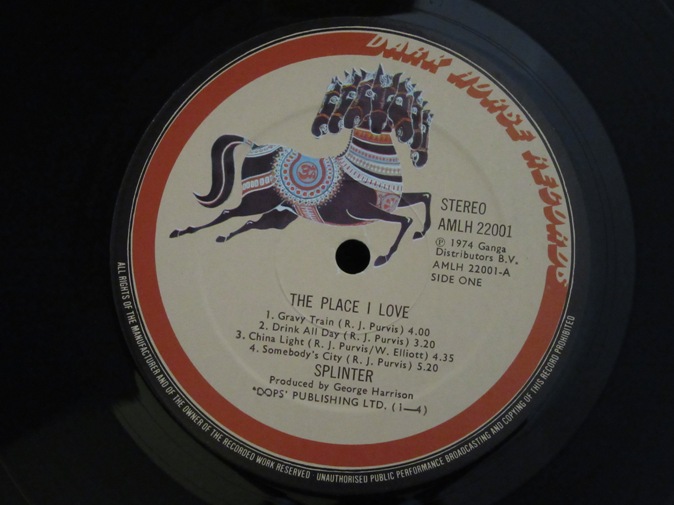 DARK HORSE RECORDS
STEREO
AMLH 22001
℗ 1974 Ganga
Distributors B.V.
AMLH 22001-A
SIDE ONE
THE PLACE I LOVE
1. Gravy Train (R. J. Purvis) 4.00
2. Drink All Day (R. J. Purvis) 3.20
3. China Light (R. J. Purvis/W. Elliott) 4.35
4. Somebody's City (R. J. Purvis) 5.20
SPLINTER
Produced by George Harrison
'OOPS' PUBLISHING LTD. (1—4)
ALL RIGHTS OF THE MANUFACTURER AND OF THE OWNER OF THE RECORDED WORK RESERVED · UNAUTHORISED PUBLIC PERFORMANCE BROADCASTING AND COPYING OF THIS RECORD PROHIBITED